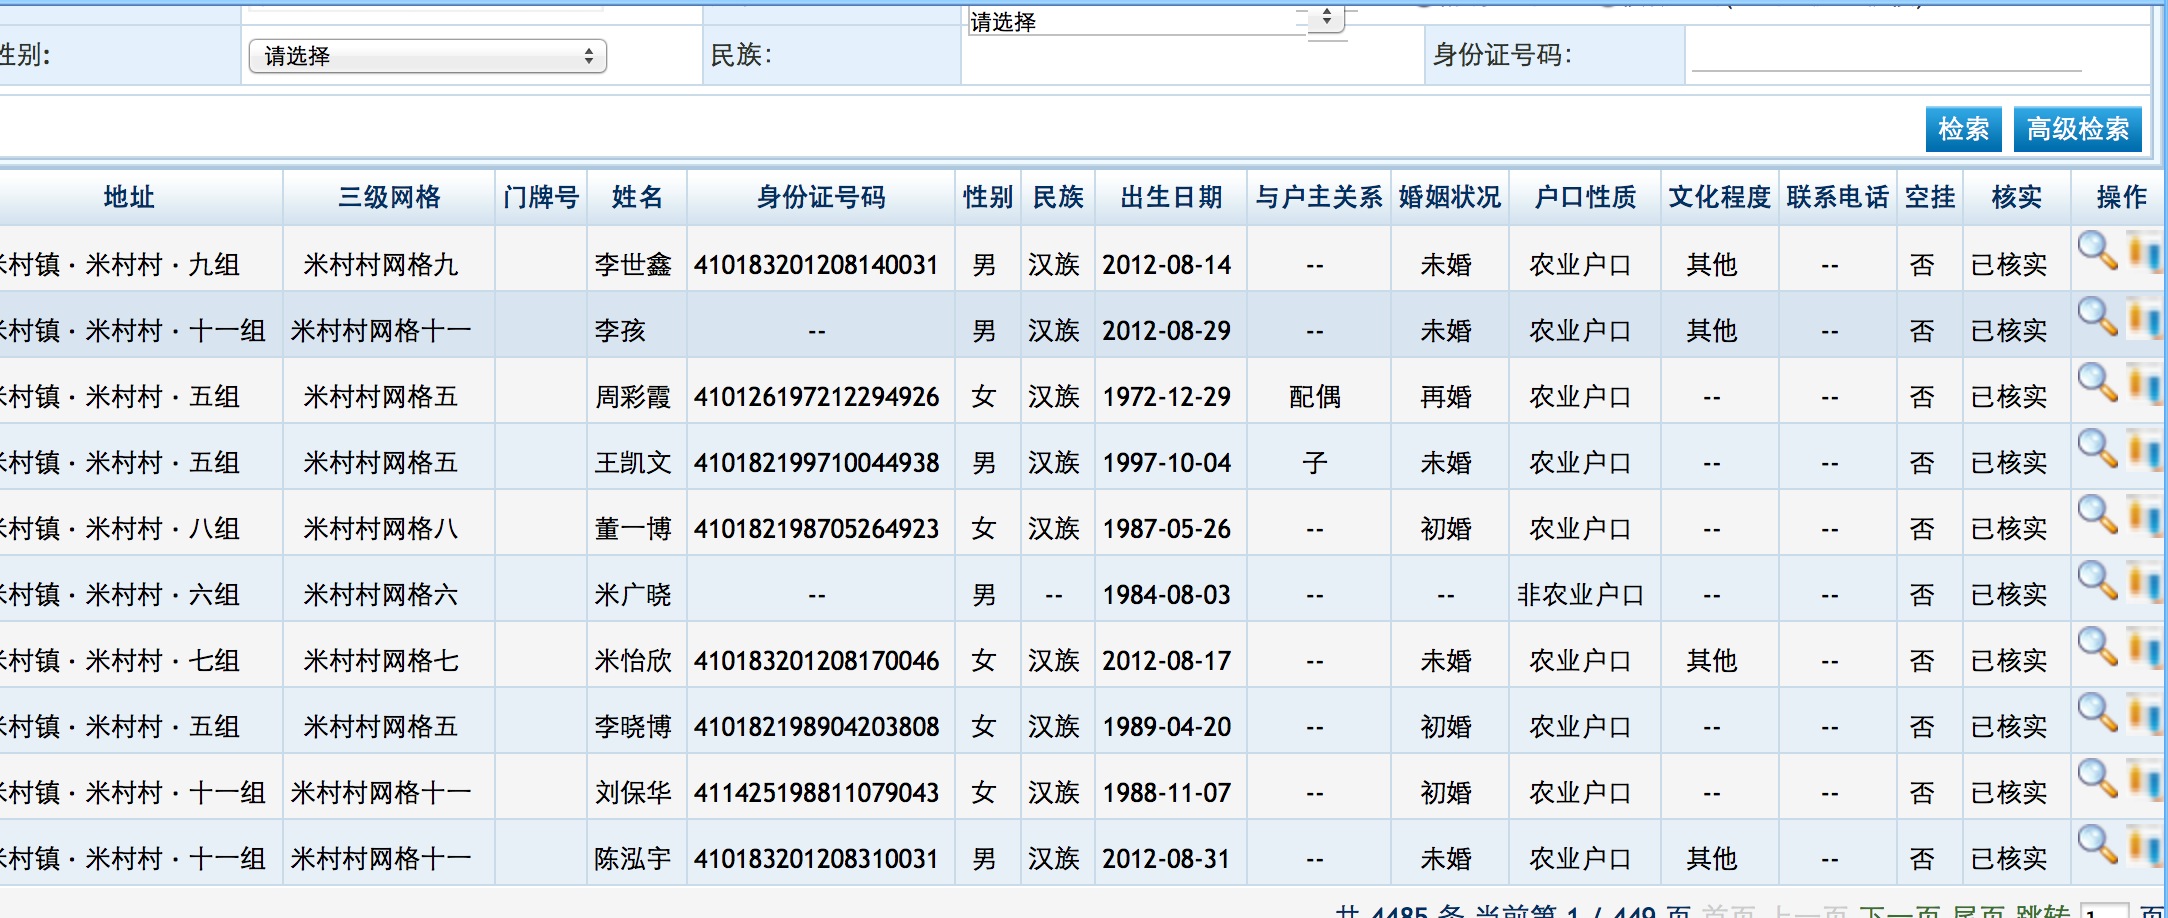 请选择
性别: 请选择 民族: 身份证号码:
检索 高级检索
地址 三级网格 门牌号 姓名 身份证号码 性别 民族 出生日期 与户主关系 婚姻状况 户口性质 文化程度 联系电话 空挂 核实 操作
米村镇·米村村·九组 米村村网格九 李世鑫 410183201208140031 男 汉族 2012-08-14 -- 未婚 农业户口 其他 -- 否 已核实
米村镇·米村村·十一组 米村村网格十一 李孩 -- 男 汉族 2012-08-29 -- 未婚 农业户口 其他 -- 否 已核实
米村镇·米村村·五组 米村村网格五 周彩霞 410126197212294926 女 汉族 1972-12-29 配偶 再婚 农业户口 -- -- 否 已核实
米村镇·米村村·五组 米村村网格五 王凯文 410182199710044938 男 汉族 1997-10-04 子 未婚 农业户口 -- -- 否 已核实
米村镇·米村村·八组 米村村网格八 董一博 410182198705264923 女 汉族 1987-05-26 -- 初婚 农业户口 -- -- 否 已核实
米村镇·米村村·六组 米村村网格六 米广晓 -- 男 -- 1984-08-03 -- -- 非农业户口 -- -- 否 已核实
米村镇·米村村·七组 米村村网格七 米怡欣 410183201208170046 女 汉族 2012-08-17 -- 未婚 农业户口 其他 -- 否 已核实
米村镇·米村村·五组 米村村网格五 李晓博 410182198904203808 女 汉族 1989-04-20 -- 初婚 农业户口 -- -- 否 已核实
米村镇·米村村·十一组 米村村网格十一 刘保华 411425198811079043 女 汉族 1988-11-07 -- 初婚 农业户口 -- -- 否 已核实
米村镇·米村村·十一组 米村村网格十一 陈泓宇 410183201208310031 男 汉族 2012-08-31 -- 未婚 农业户口 其他 -- 否 已核实
共 4485 条 当前第 1 / 449 页 首页 上一页 下一页 尾页 跳转 1 页